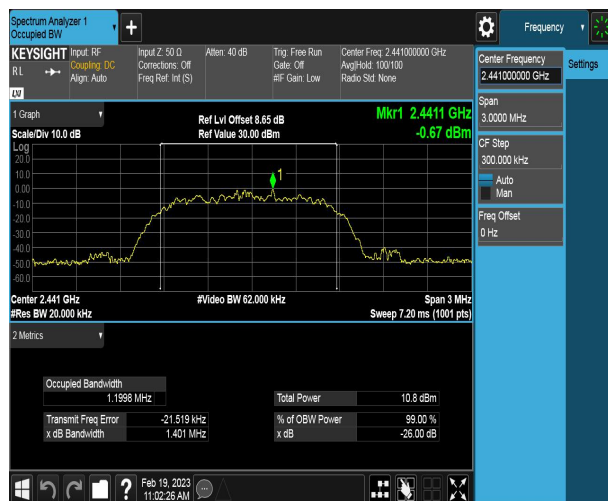 Spectrum Analyzer 1
Occupied BW
Frequency
KEYSIGHT Input: RF Input Z: 50 Ω Atten: 40 dB Trig: Free Run Center Freq: 2.441000000 GHz
RL Coupling: DC Corrections: Off Gate: Off Avg|Hold: 100/100
Align: Auto Freq Ref: Int (S) #IF Gain: Low Radio Std: None
LXI
Center Frequency
2.441000000 GHz
Settings
Span
3.0000 MHz
CF Step
300.000 kHz
Auto
Man
Freq Offset
0 Hz
1 Graph
Ref Lvl Offset 8.65 dB
Mkr1 2.4411 GHz
Scale/Div 10.0 dB Ref Value 30.00 dBm -0.67 dBm
Log
20.0
10.0
0.00
-10.0
-20.0
-30.0
-40.0
-50.0
-60.0
1
Center 2.441 GHz #Video BW 62.000 kHz Span 3 MHz
#Res BW 20.000 kHz Sweep 7.20 ms (1001 pts)
2 Metrics
Occupied Bandwidth
1.1998 MHz Total Power 10.8 dBm
Transmit Freq Error -21.519 kHz % of OBW Power 99.00 %
x dB Bandwidth 1.401 MHz x dB -26.00 dB
Feb 19, 2023
11:02:26 AM